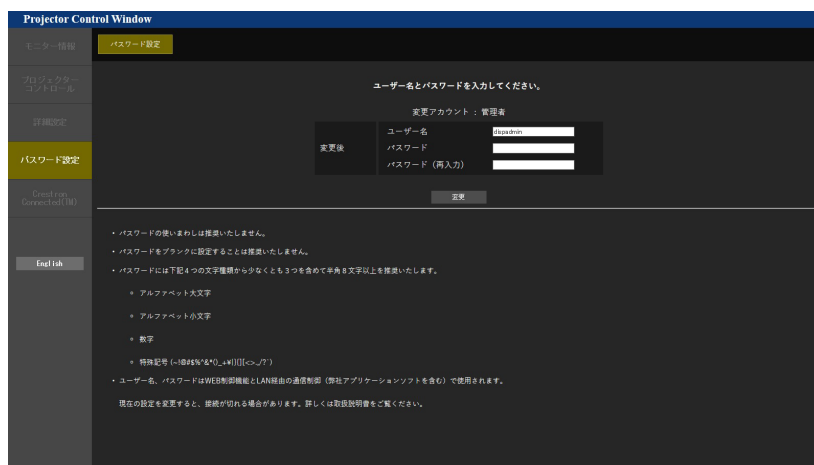 Projector Control Window
モニター情報
パスワード設定
プロジェクター
コントロール
詳細設定
パスワード設定
Crestron
Connected(TM)
English
ユーザー名とパスワードを入力してください。
変更アカウント : 管理者
変更後
ユーザー名
dispadmin
パスワード
パスワード (再入力)
変更
・パスワードの使いまわしは推奨いたしません。
・パスワードをブランクに設定することは推奨いたしません。
・パスワードには下記４つの文字種類から少なくとも３つを含めて半角８文字以上を推奨いたします。
○ アルファベット大文字
○ アルファベット小文字
○ 数字
○ 特殊記号 (~!@#$%^&*()_+¥|}{][<>.,/?`)
・ユーザー名、パスワードはWEB制御機能とLAN経由の通信制御（弊社アプリケーションソフトを含む）で使用されます。
現在の設定を変更すると、接続が切れる場合があります。詳しくは取扱説明書をご覧ください。